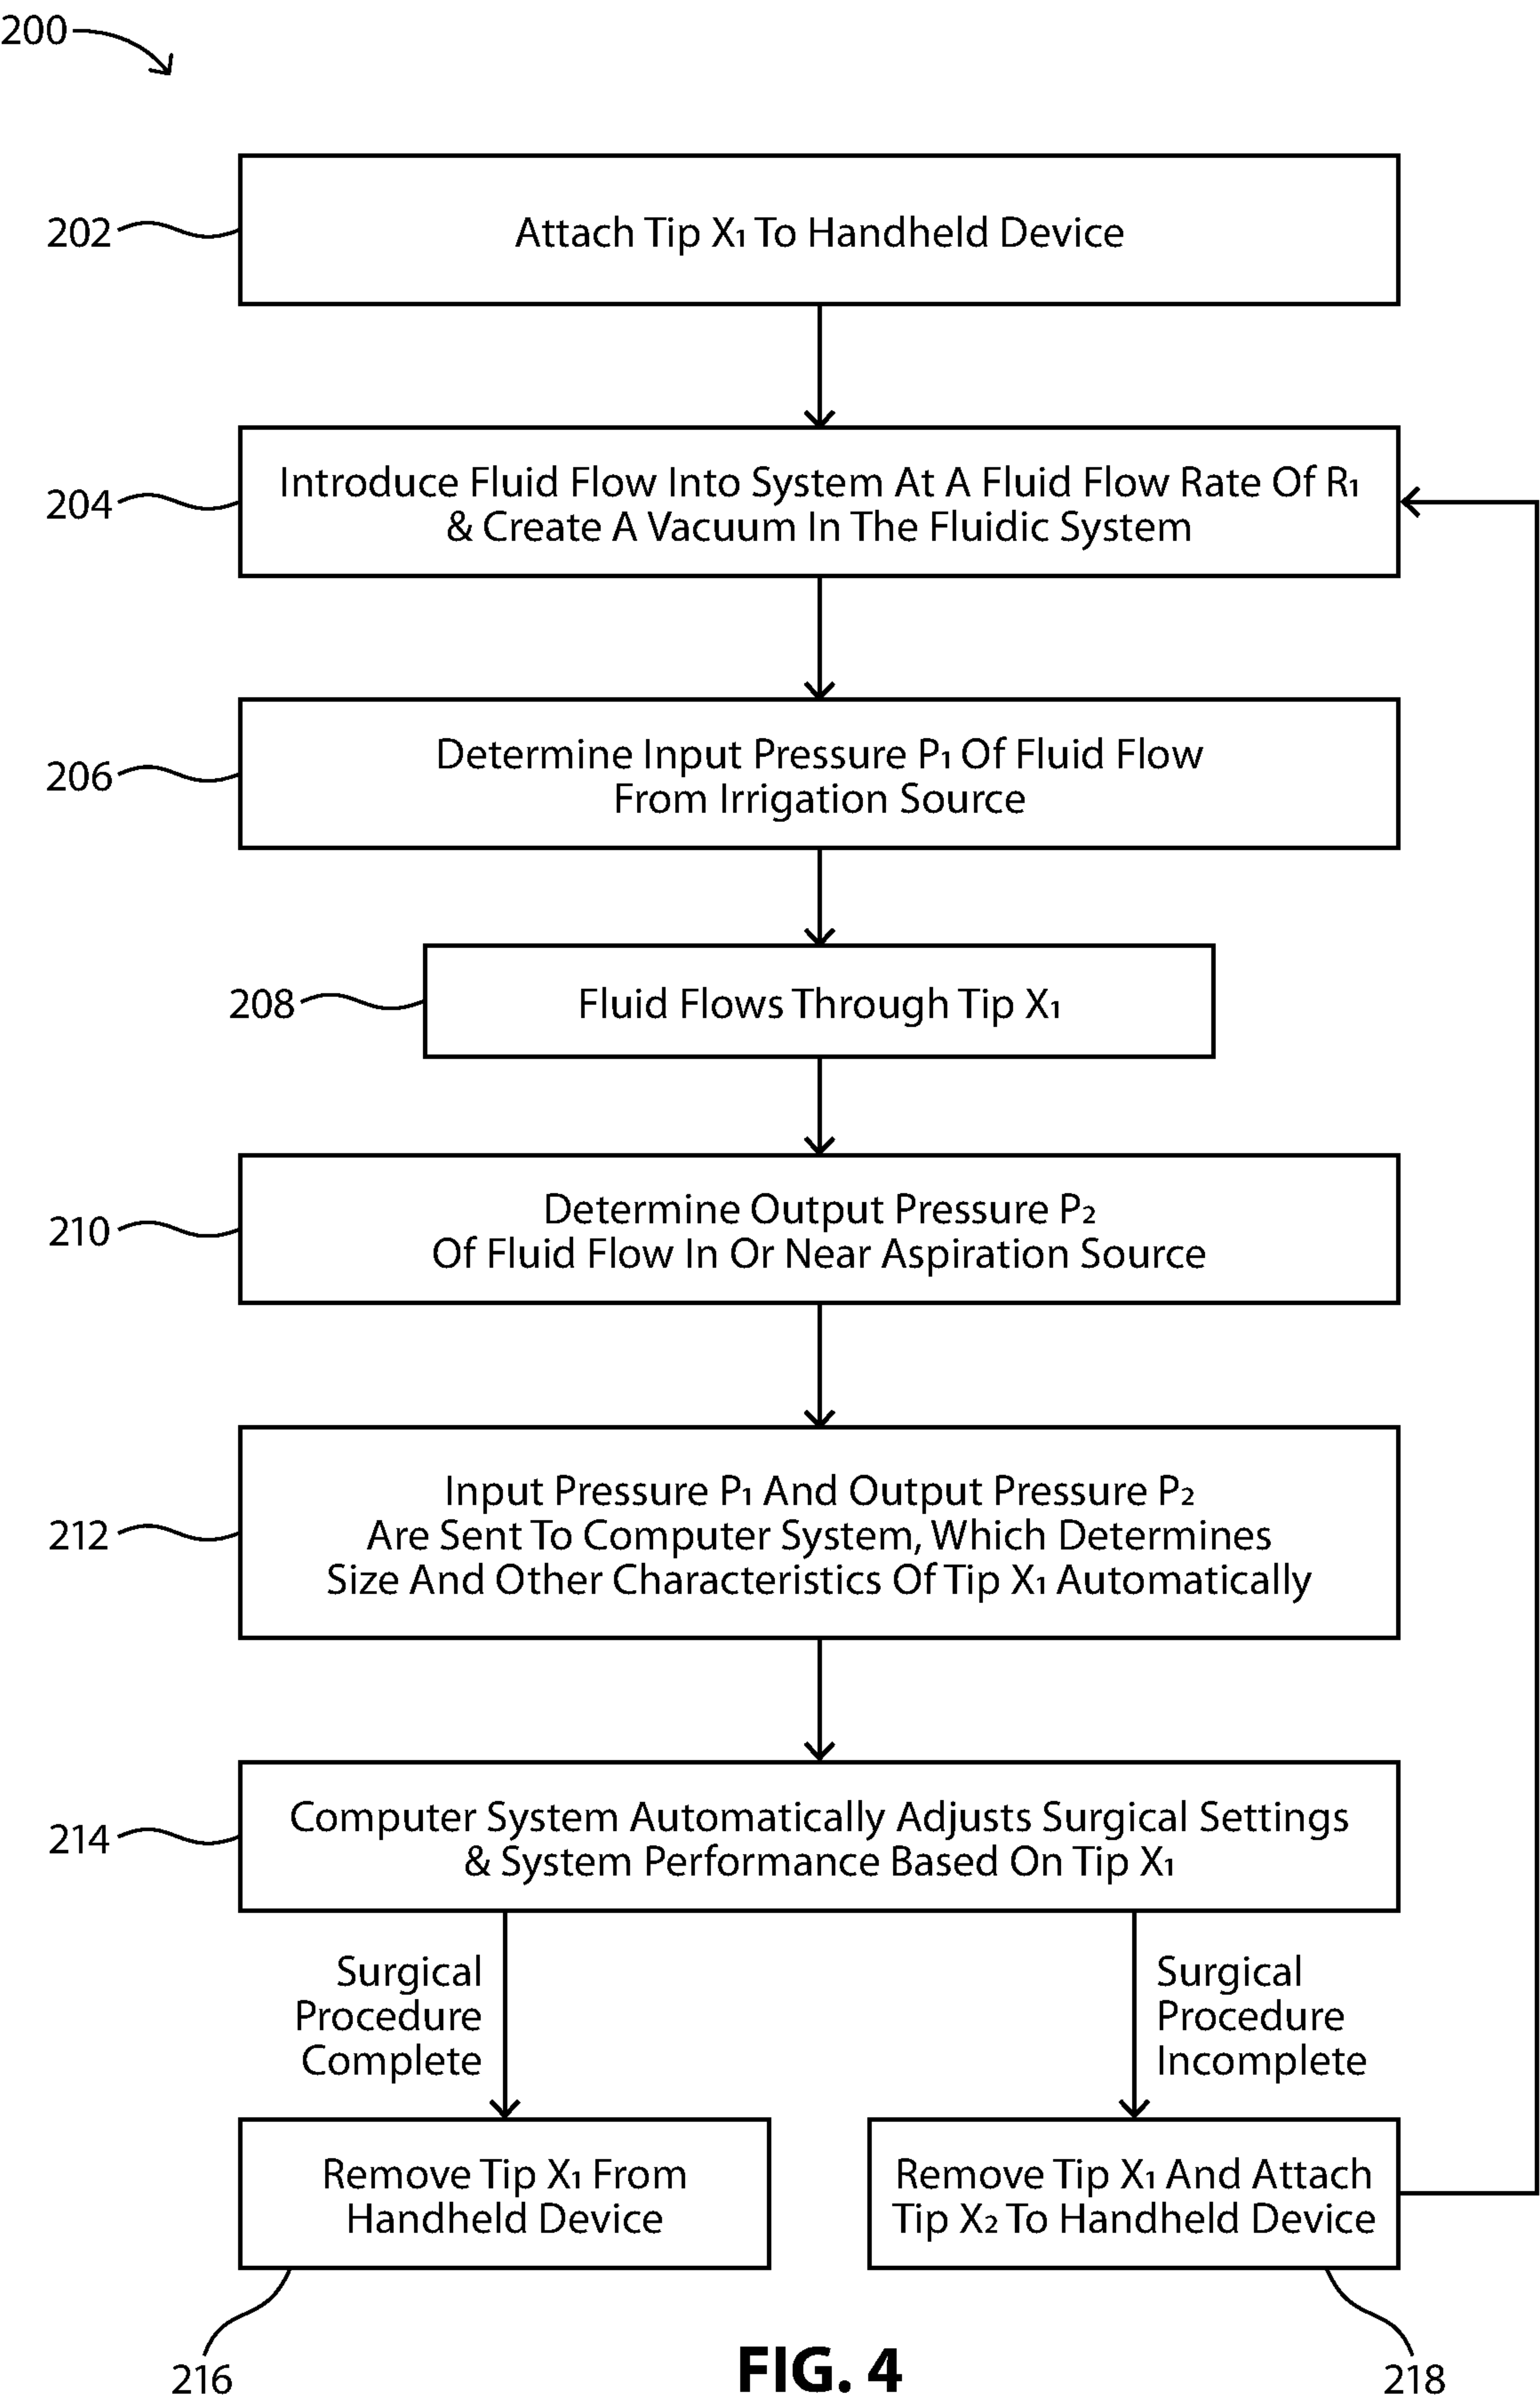 200
202
Attach Tip X₁ To Handheld Device
204
Introduce Fluid Flow Into System At A Fluid Flow Rate Of R₁
& Create A Vacuum In The Fluidic System
206
Determine Input Pressure P₁ Of Fluid Flow
From Irrigation Source
208
Fluid Flows Through Tip X₁
210
Determine Output Pressure P₂
Of Fluid Flow In Or Near Aspiration Source
212
Input Pressure P₁ And Output Pressure P₂
Are Sent To Computer System, Which Determines
Size And Other Characteristics Of Tip X₁ Automatically
214
Computer System Automatically Adjusts Surgical Settings
& System Performance Based On Tip X₁
Surgical
Procedure
Complete
Surgical
Procedure
Incomplete
Remove Tip X₁ From
Handheld Device
Remove Tip X₁ And Attach
Tip X₂ To Handheld Device
216
218
FIG. 4